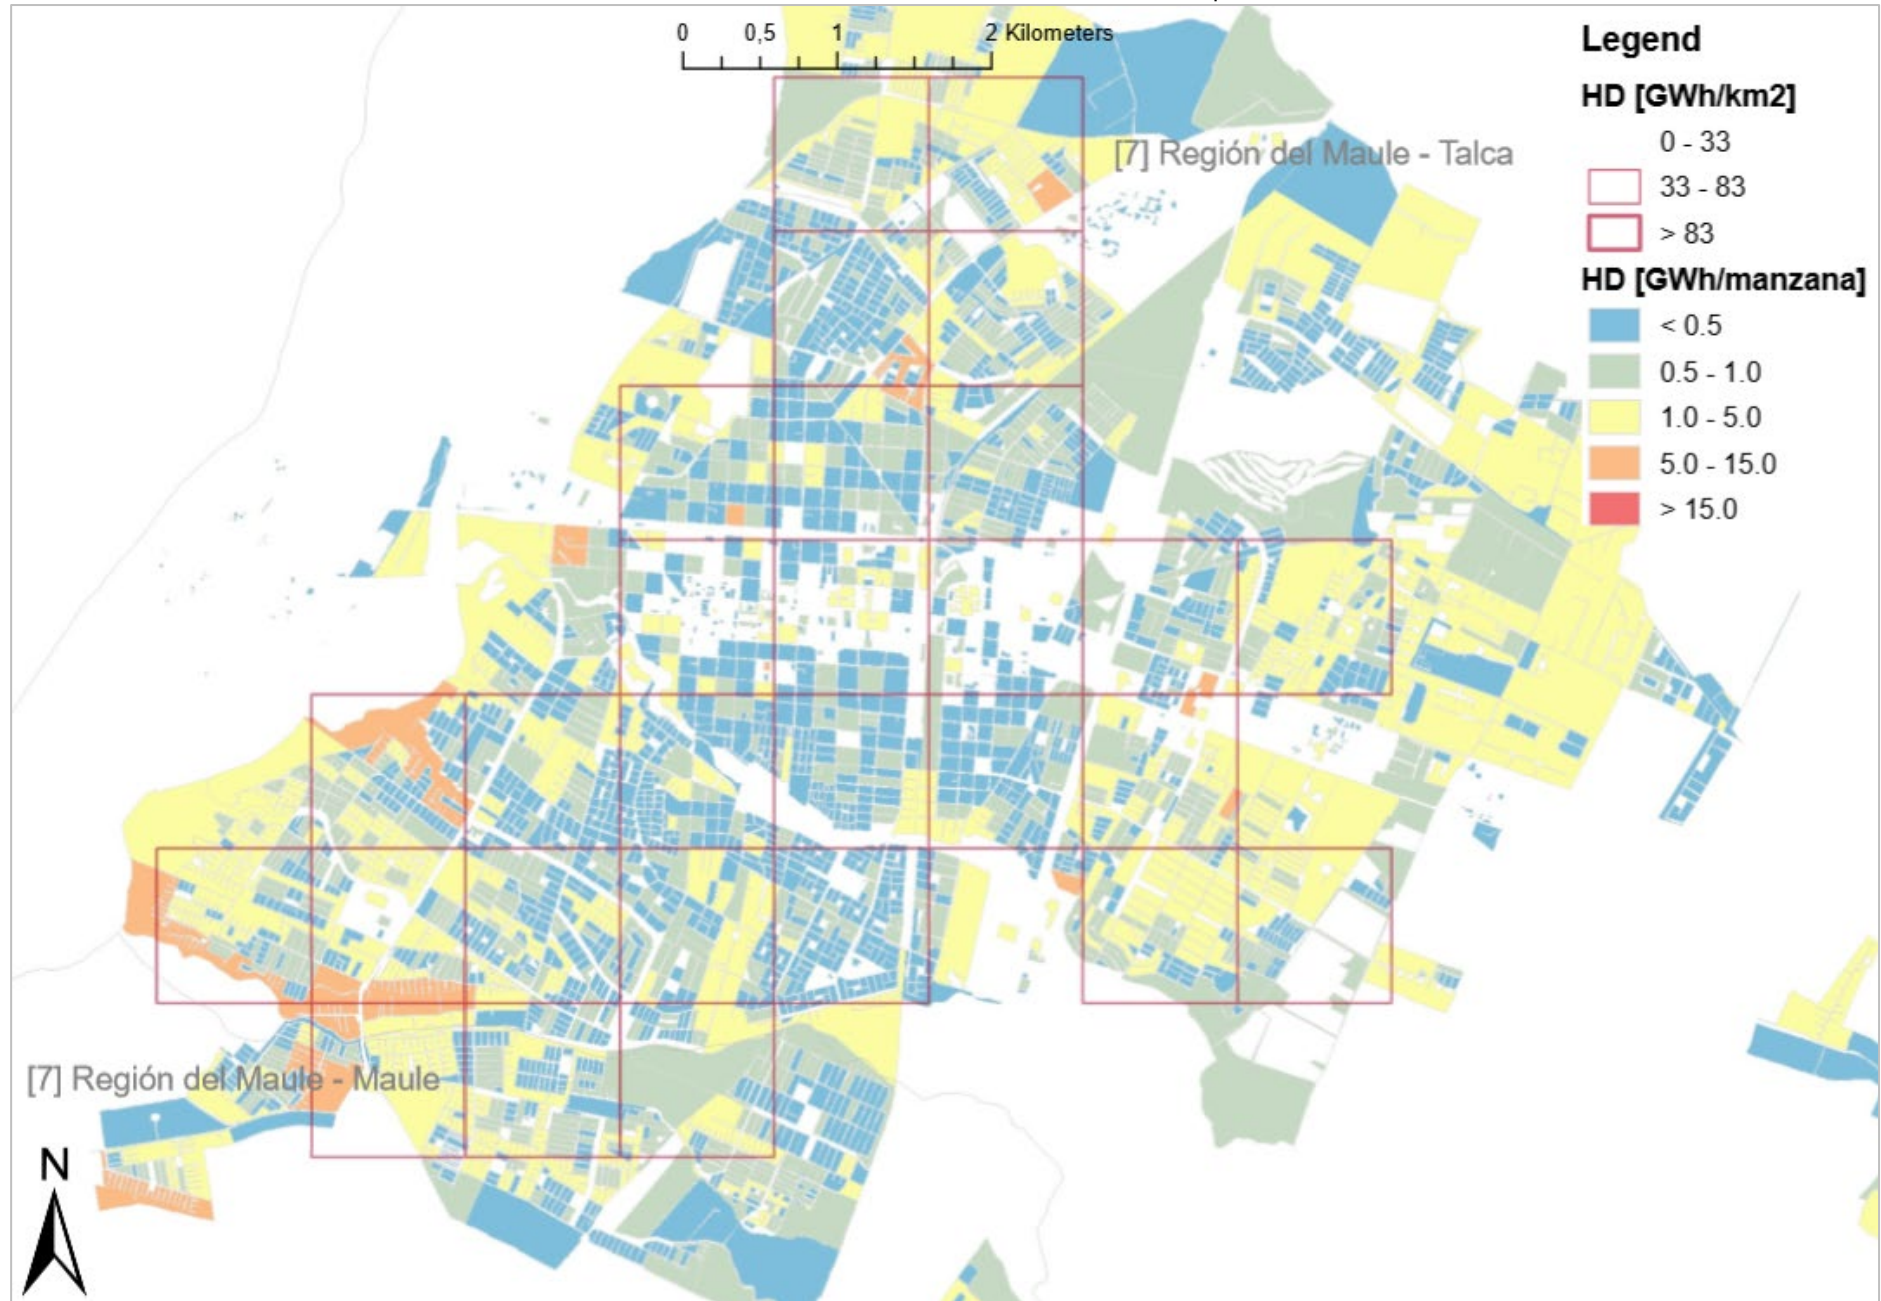 0 0,5 1 2 Kilometers
Legend
HD [GWh/km2]
0 - 33
33 - 83
> 83
HD [GWh/manzana]
< 0.5
0.5 - 1.0
1.0 - 5.0
5.0 - 15.0
> 15.0
[7] Región del Maule - Talca
[7] Región del Maule - Maule
N